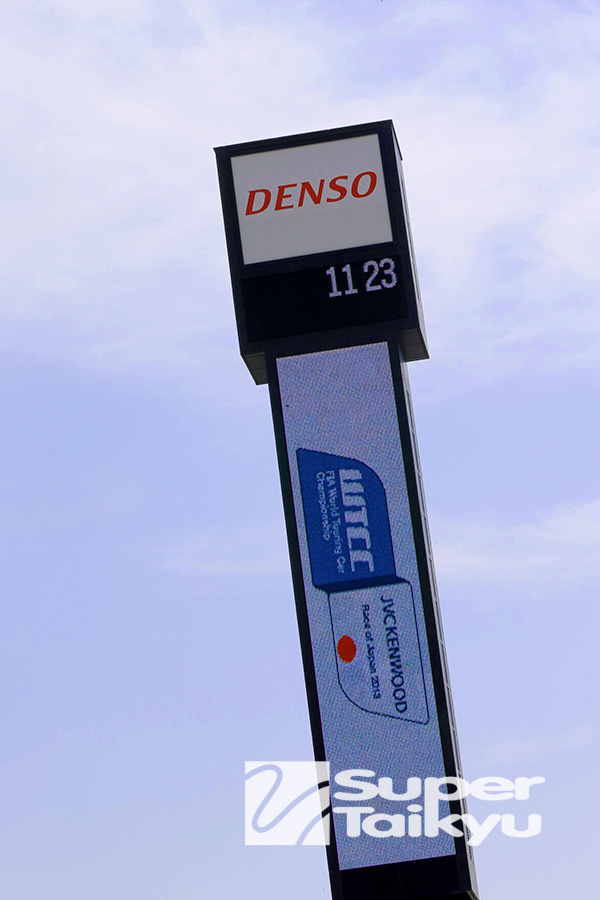 DENSO
11 23
WTCC
FIA World Touring Car
Championship
JVCKENWOOD
Race of Japan 2013
Super
Taikyu